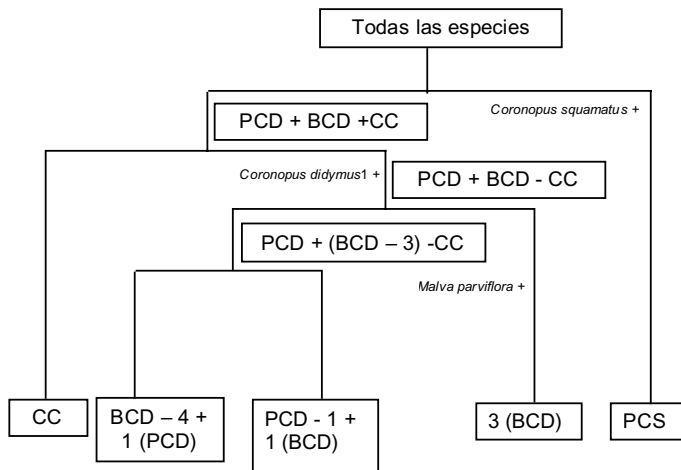 Todas las especies
Coronopus squamatus +
PCD + BCD +CC
Coronopus didymus1 +
PCD + BCD - CC
PCD + (BCD – 3) -CC
Malva parviflora +
CC
BCD – 4 +
1 (PCD)
PCD - 1 +
1 (BCD)
3 (BCD)
PCS